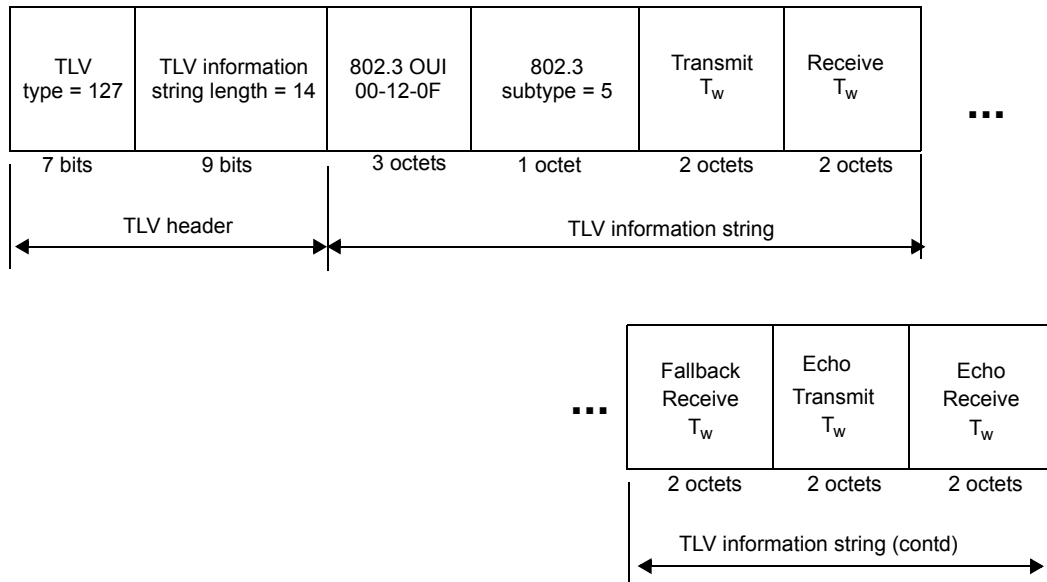 TLV
type = 127
TLV information
string length = 14
802.3 OUI
00-12-0F
802.3
subtype = 5
Transmit
Tw
Receive
Tw
...
7 bits
9 bits
3 octets
1 octet
2 octets
2 octets
TLV header
TLV information string
...
Fallback
Receive
Tw
Echo
Transmit
Tw
Echo
Receive
Tw
2 octets
2 octets
2 octets
TLV information string (contd)